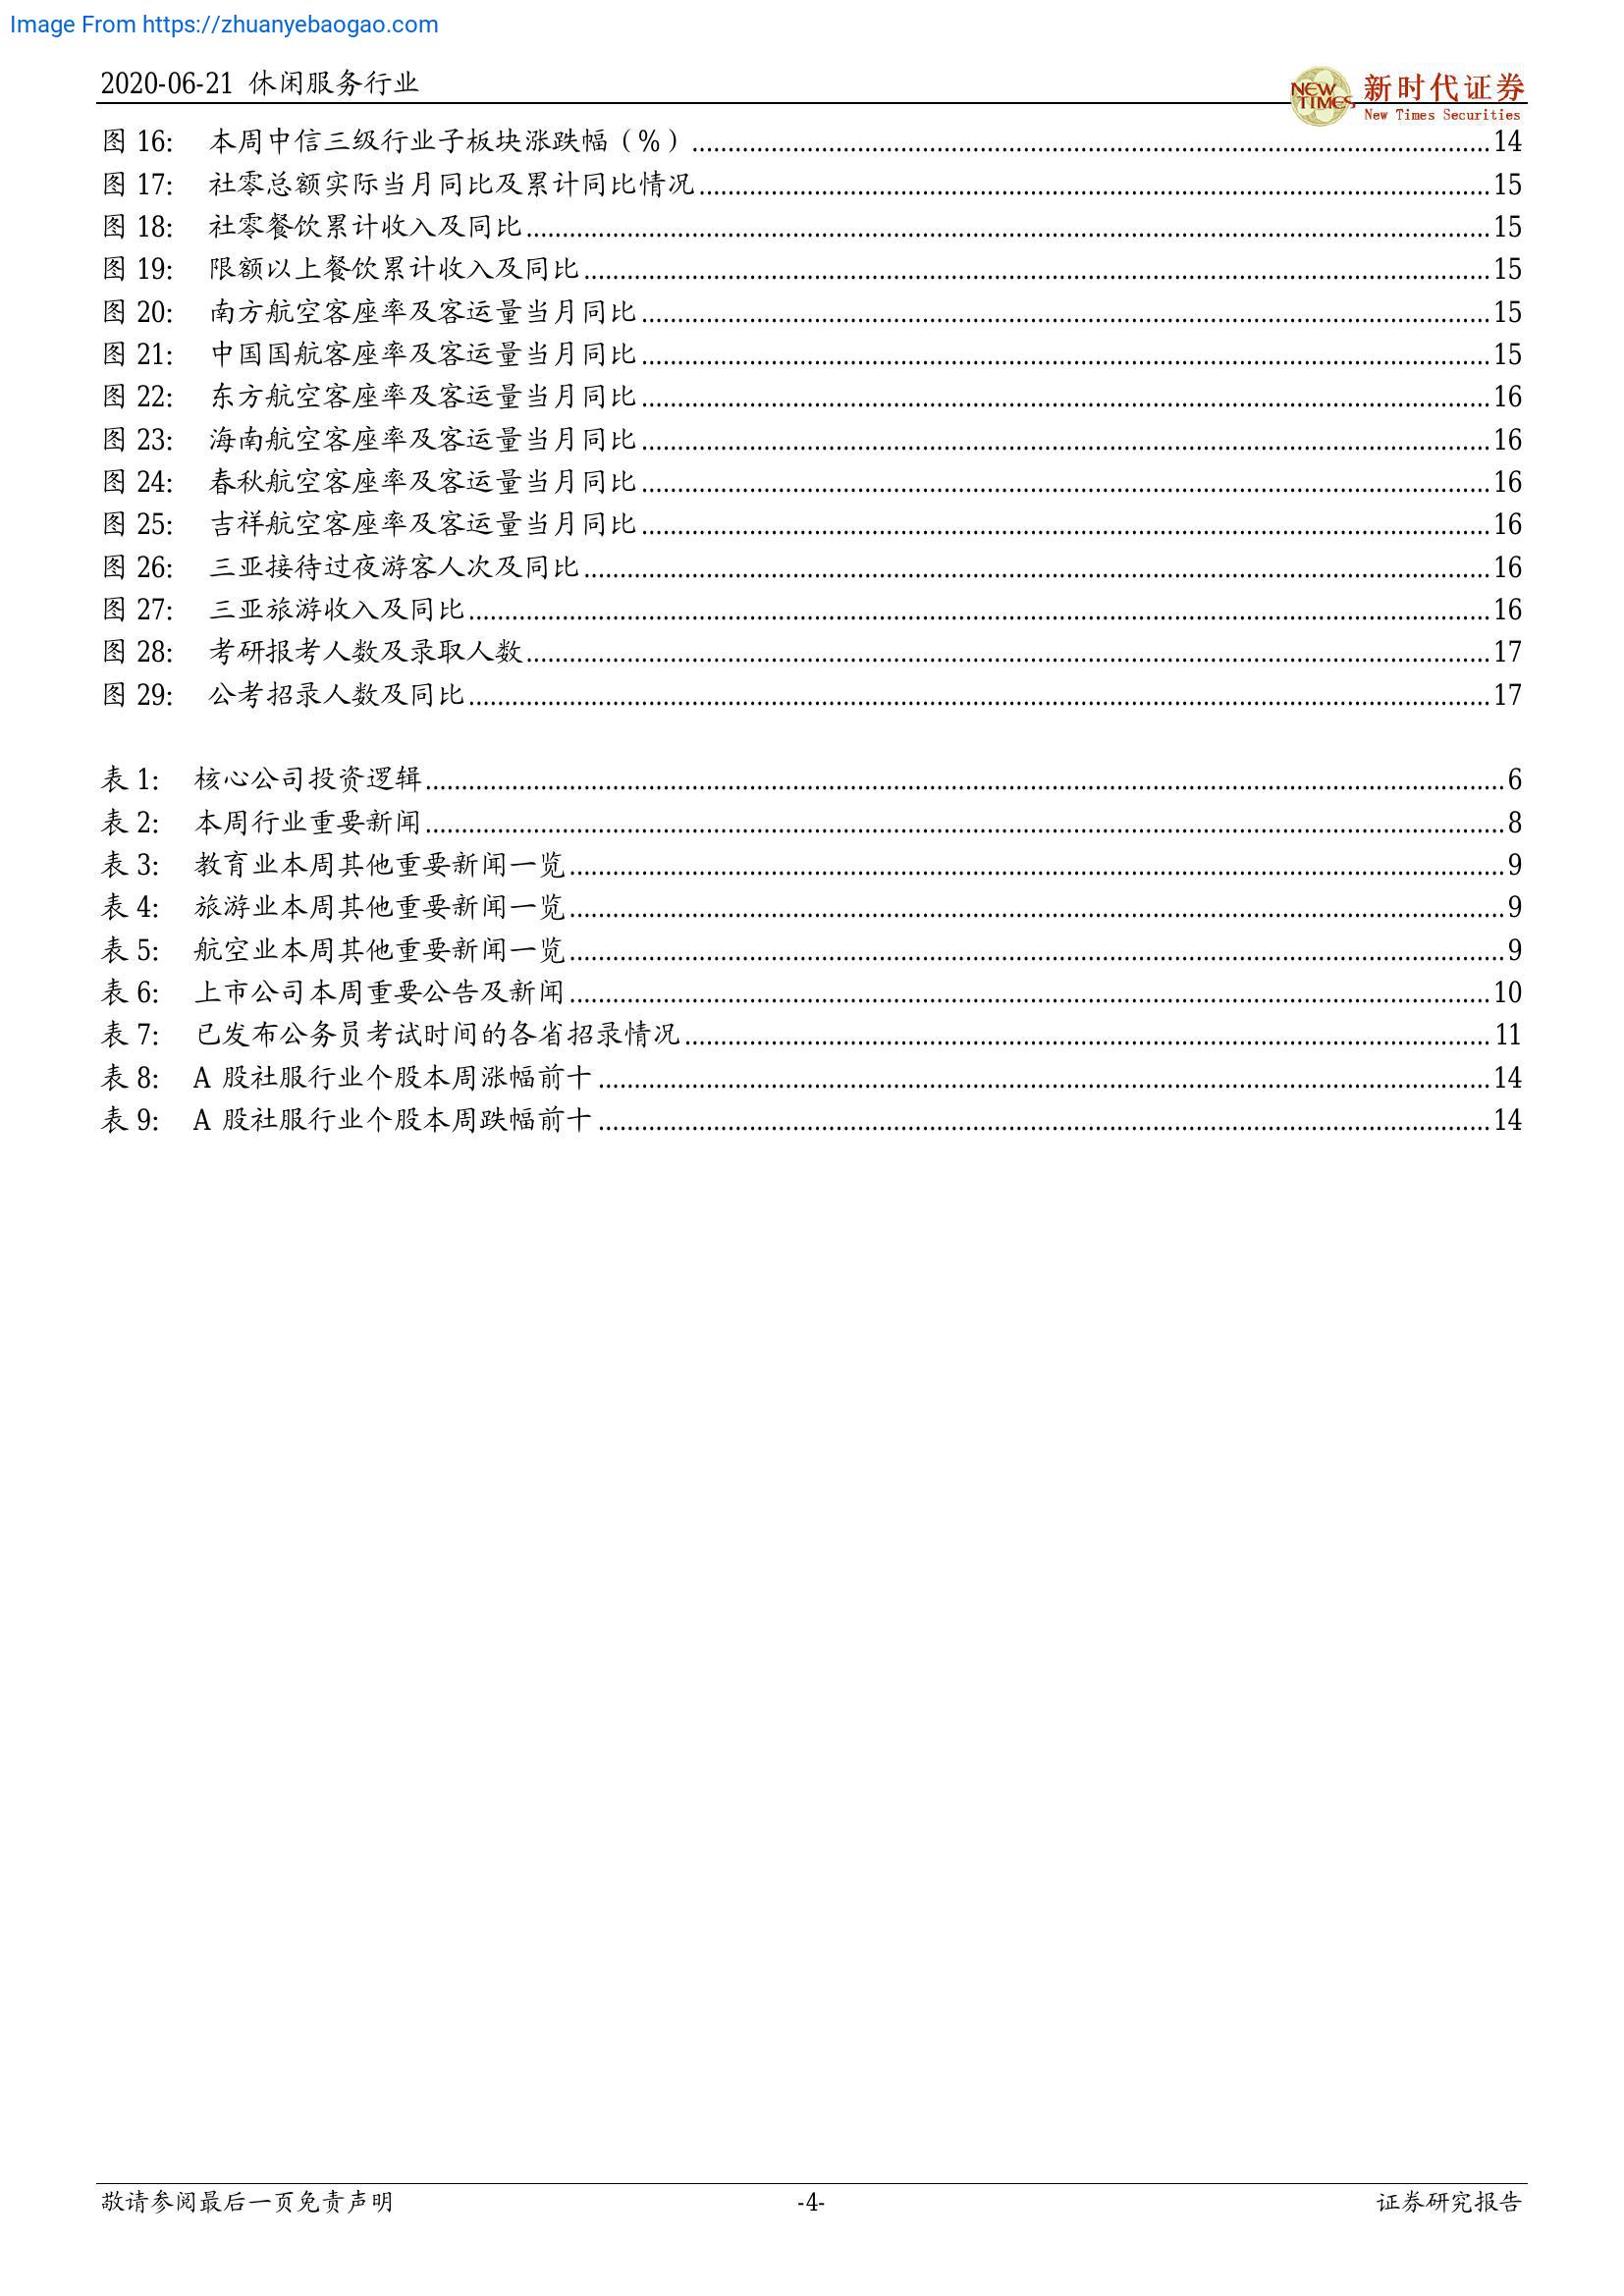 Image From https://zhuanyebaogao.com
2020-06-21 休闲服务行业
NEW TIMES 新时代证券
New Times Securities
图 16: 本周中信三级行业子板块涨跌幅（%）........14
图 17: 社零总额实际当月同比及累计同比情况........15
图 18: 社零餐饮累计收入及同比........15
图 19: 限额以上餐饮累计收入及同比........15
图 20: 南方航空客座率及客运量当月同比........15
图 21: 中国国航客座率及客运量当月同比........15
图 22: 东方航空客座率及客运量当月同比........16
图 23: 海南航空客座率及客运量当月同比........16
图 24: 春秋航空客座率及客运量当月同比........16
图 25: 吉祥航空客座率及客运量当月同比........16
图 26: 三亚接待过夜游客人次及同比........16
图 27: 三亚旅游收入及同比........16
图 28: 考研报考人数及录取人数........17
图 29: 公考招录人数及同比........17
表 1: 核心公司投资逻辑........6
表 2: 本周行业重要新闻........8
表 3: 教育业本周其他重要新闻一览........9
表 4: 旅游业本周其他重要新闻一览........9
表 5: 航空业本周其他重要新闻一览........9
表 6: 上市公司本周重要公告及新闻........10
表 7: 已发布公务员考试时间的各省招录情况........11
表 8: A 股社服行业个股本周涨幅前十........14
表 9: A 股社服行业个股本周跌幅前十........14
敬请参阅最后一页免责声明 -4- 证券研究报告